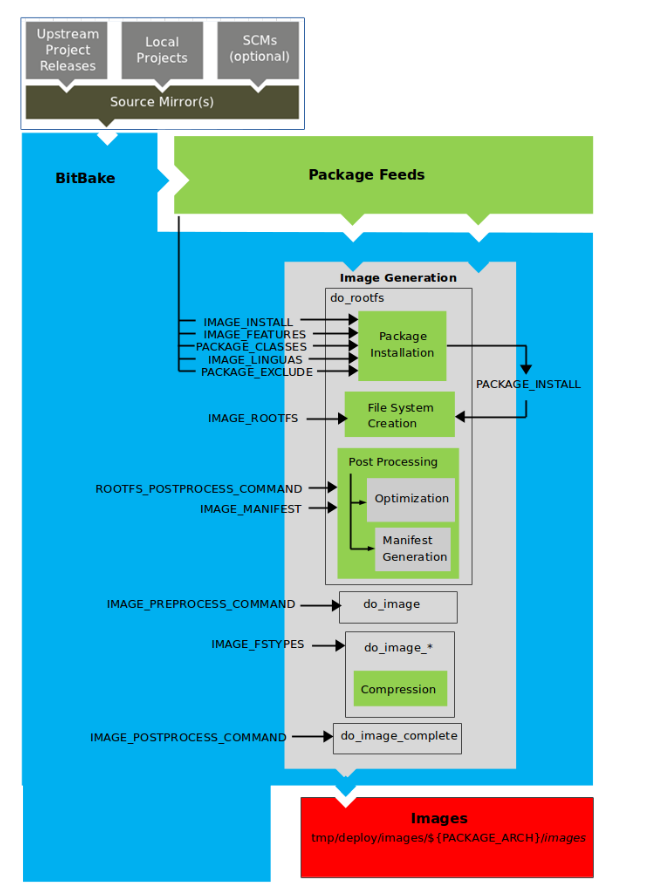 Upstream
Project
Releases
Local
Projects
SCMs
(optional)
Source Mirror(s)
BitBake
Package Feeds
Image Generation
do_rootfs
IMAGE_INSTALL
IMAGE_FEATURES
PACKAGE_CLASSES
IMAGE_LINGUAS
PACKAGE_EXCLUDE
Package
Installation
PACKAGE_INSTALL
IMAGE_ROOTFS
File System
Creation
Post Processing
ROOTFS_POSTPROCESS_COMMAND
IMAGE_MANIFEST
Optimization
Manifest
Generation
IMAGE_PREPROCESS_COMMAND
do_image
IMAGE_FSTYPES
do_image_*
Compression
IMAGE_POSTPROCESS_COMMAND
do_image_complete
Images
tmp/deploy/images/${PACKAGE_ARCH}/images